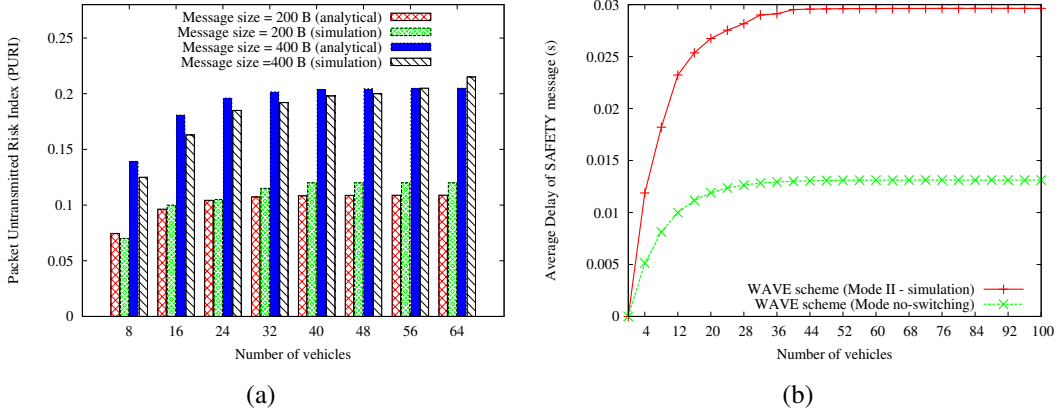 Packet Untransmitted Risk Index (PURI)
0.25
0.2
0.15
0.1
0.05
0
Message size = 200 B (analytical)
Message size = 200 B (simulation)
Message size = 400 B (analytical)
Message size =400 B (simulation)
8 16 24 32 40 48 56 64
Number of vehicles
(a)
Average Delay of SAFETY message (s)
0.03
0.025
0.02
0.015
0.01
0.005
0
WAVE scheme (Mode II - simulation)
WAVE scheme (Mode no-switching)
4 12 20 28 36 44 52 60 68 76 84 92 100
Number of vehicles
(b)